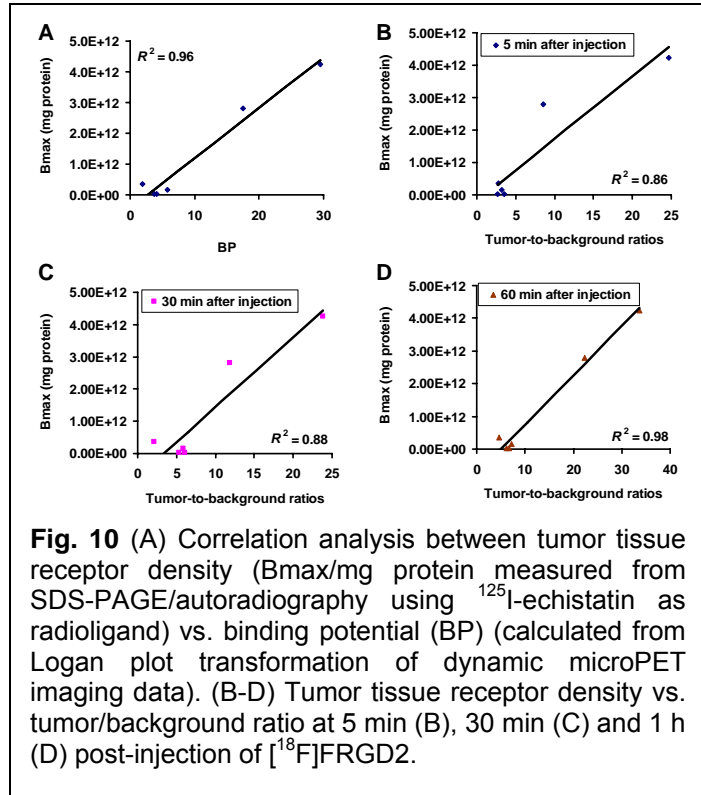 A
R² = 0.96
5.00E+12
4.00E+12
3.00E+12
2.00E+12
1.00E+12
0.00E+00
Bmax (mg protein)
0 10 20 30
BP
B
5 min after injection
5.00E+12
4.00E+12
3.00E+12
2.00E+12
1.00E+12
0.00E+00
Bmax (mg protein)
R² = 0.86
0 5 10 15 20 25
Tumor-to-background ratios
C
30 min after injection
5.00E+12
4.00E+12
3.00E+12
2.00E+12
1.00E+12
0.00E+00
Bmax (mg protein)
R² = 0.88
0 5 10 15 20 25
Tumor-to-background ratios
D
60 min after injection
5.00E+12
4.00E+12
3.00E+12
2.00E+12
1.00E+12
0.00E+00
Bmax (mg protein)
R² = 0.98
0 10 20 30 40
Tumor-to-background ratios
Fig. 10 (A) Correlation analysis between tumor tissue
receptor density (Bmax/mg protein measured from
SDS-PAGE/autoradiography using ¹²⁵I-echistatin as
radioligand) vs. binding potential (BP) (calculated from
Logan plot transformation of dynamic microPET
imaging data). (B-D) Tumor tissue receptor density vs.
tumor/background ratio at 5 min (B), 30 min (C) and 1 h
(D) post-injection of [¹⁸F]FRGD2.